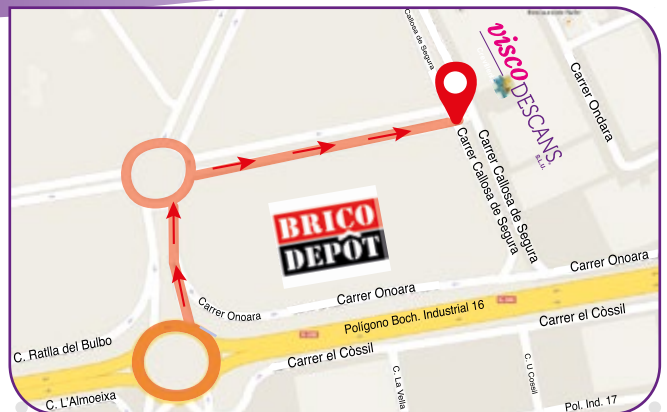 Callosa de Segura
visco
DESCANS
S.L.U.
Carrer Ondara
Carrer Callosa de Segura
Carrer Callosa de Segura
BRICO
DEPÔT
Carrer Onoara
Carrer Onoara
Carrer Onoara
Polígono Boch. Industrial 16
Carrer el Còssil
Carrer el Còssil
C. Ratlla del Bulbo
C. L'Almoeixa
C. La Vella
C. U Cossil
Pol. Ind. 17